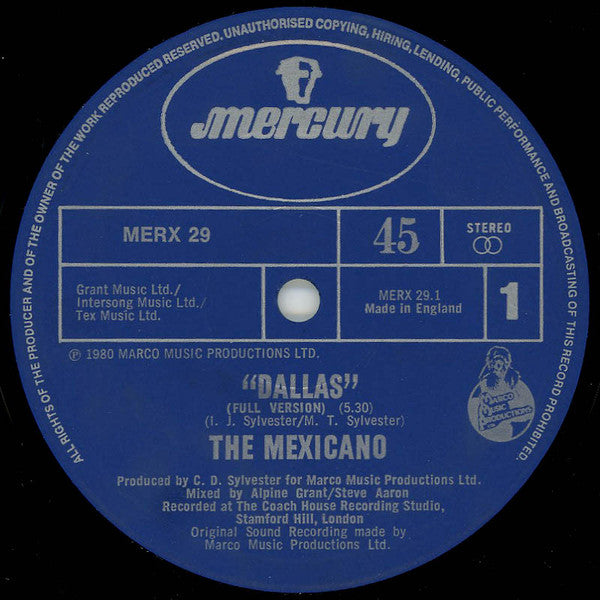 ALL RIGHTS OF THE PRODUCER AND OF THE OWNER OF THE WORK REPRODUCED RESERVED. UNAUTHORISED COPYING, HIRING, LENDING, PUBLIC PERFORMANCE AND BROADCASTING OF THIS RECORD PROHIBITED.
mercury
MERX 29
45
STEREO
Grant Music Ltd./
Intersong Music Ltd./
Tex Music Ltd.
MERX 29.1
Made in England
1
℗ 1980 MARCO MUSIC PRODUCTIONS LTD.
"DALLAS"
(FULL VERSION) (5.30)
(I. J. Sylvester/M. T. Sylvester)
THE MEXICANO
MARCO
MUSIC
PRODUCTIONS
Produced by C. D. Sylvester for Marco Music Productions Ltd.
Mixed by Alpine Grant/Steve Aaron
Recorded at The Coach House Recording Studio,
Stamford Hill, London
Original Sound Recording made by
Marco Music Productions Ltd.